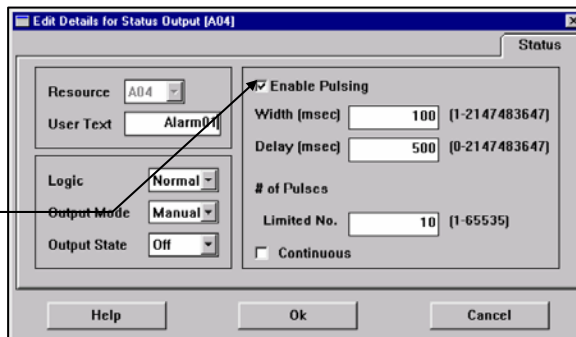 Edit Details for Status Output [A04]
Status
Resource A04
User Text Alarm01
Logic Normal
Output Mode Manual
Output State Off
Enable Pulsing
Width (msec) 100 (1-2147483647)
Delay (msec) 500 (0-2147483647)
# of Pulses
Limited No. 10 (1-65535)
Continuous
Help Ok Cancel